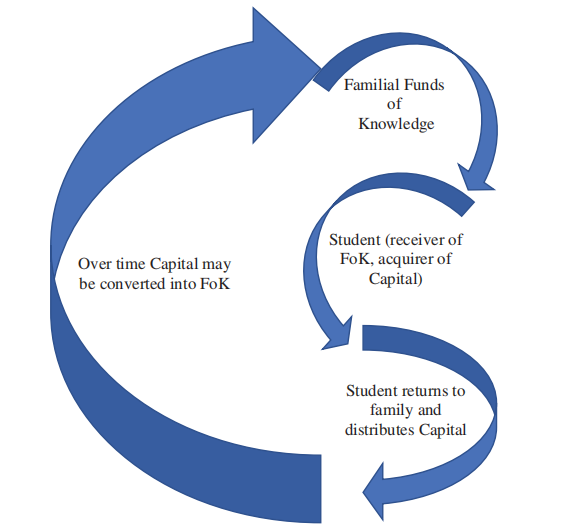 Familial Funds
of
Knowledge
Student (receiver of
FoK, acquirer of
Capital)
Student returns to
family and
distributes Capital
Over time Capital may
be converted into FoK